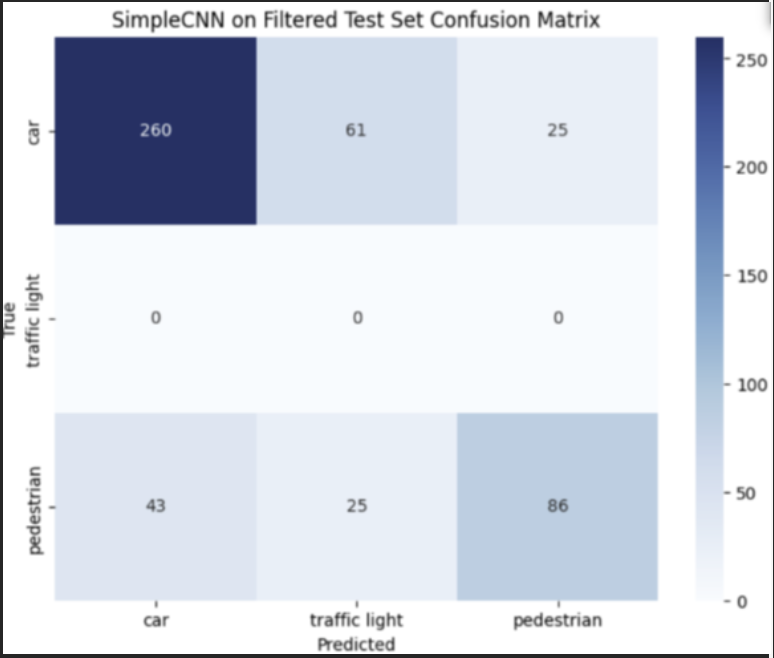 SimpleCNN on Filtered Test Set Confusion Matrix
car
260
61
25
True
traffic light
0
0
0
pedestrian
43
25
86
car
traffic light
pedestrian
Predicted
250
200
150
100
50
0